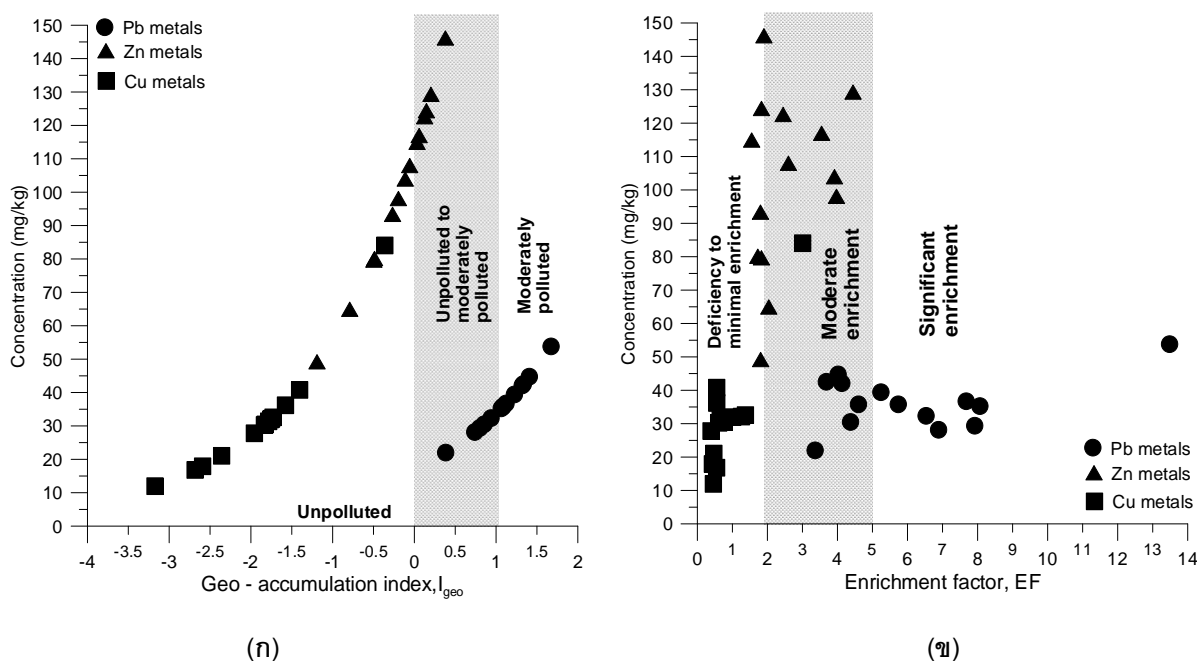 Pb metals
Zn metals
Cu metals
150
140
130
120
110
100
90
80
70
60
50
40
30
20
10
0
Concentration (mg/kg)
Unpolluted to
moderately
polluted
Moderately
polluted
Unpolluted
-3.5 -2.5 -1.5 -0.5 0.5 1.5
-4 -3 -2 -1 0 1 2
Geo - accumulation index,Igeo
(ก)
150
140
130
120
110
100
90
80
70
60
50
40
30
20
10
0
Concentration (mg/kg)
Deficiency to
minimal enrichment
Moderate
enrichment
Significant
enrichment
Pb metals
Zn metals
Cu metals
1 3 5 7 9 11 13
0 2 4 6 8 10 12 14
Enrichment factor, EF
(ข)